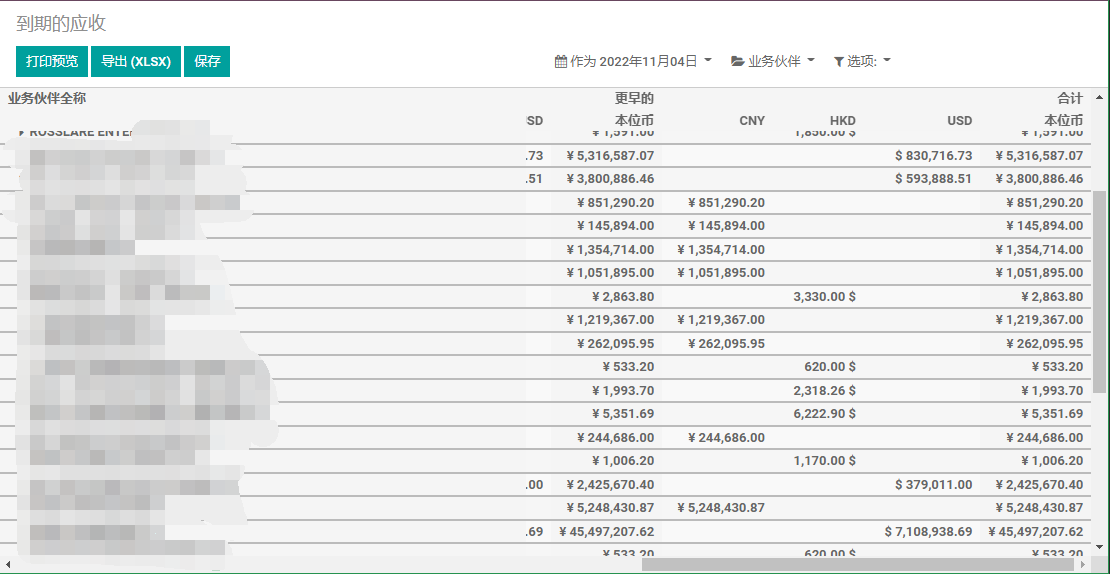 到期的应收
打印预览 导出 (XLSX) 保存 作为 2022年11月04日 业务伙伴 选项:
业务伙伴全称 更早的 合计
SD 本位币 CNY HKD USD 本位币
ROSSLARE ¥ 1,591.00 1,850.00 $ ¥ 1,591.00
.73 ¥ 5,316,587.07 $ 830,716.73 ¥ 5,316,587.07
.51 ¥ 3,800,886.46 $ 593,888.51 ¥ 3,800,886.46
¥ 851,290.20 ¥ 851,290.20 ¥ 851,290.20
¥ 145,894.00 ¥ 145,894.00 ¥ 145,894.00
¥ 1,354,714.00 ¥ 1,354,714.00 ¥ 1,354,714.00
¥ 1,051,895.00 ¥ 1,051,895.00 ¥ 1,051,895.00
¥ 2,863.80 3,330.00 $ ¥ 2,863.80
¥ 1,219,367.00 ¥ 1,219,367.00 ¥ 1,219,367.00
¥ 262,095.95 ¥ 262,095.95 ¥ 262,095.95
¥ 533.20 620.00 $ ¥ 533.20
¥ 1,993.70 2,318.26 $ ¥ 1,993.70
¥ 5,351.69 6,222.90 $ ¥ 5,351.69
¥ 244,686.00 ¥ 244,686.00 ¥ 244,686.00
¥ 1,006.20 1,170.00 $ ¥ 1,006.20
.00 ¥ 2,425,670.40 $ 379,011.00 ¥ 2,425,670.40
¥ 5,248,430.87 ¥ 5,248,430.87 ¥ 5,248,430.87
.69 ¥ 45,497,207.62 $ 7,108,938.69 ¥ 45,497,207.62
¥ 533.20 620.00 $ ¥ 533.20